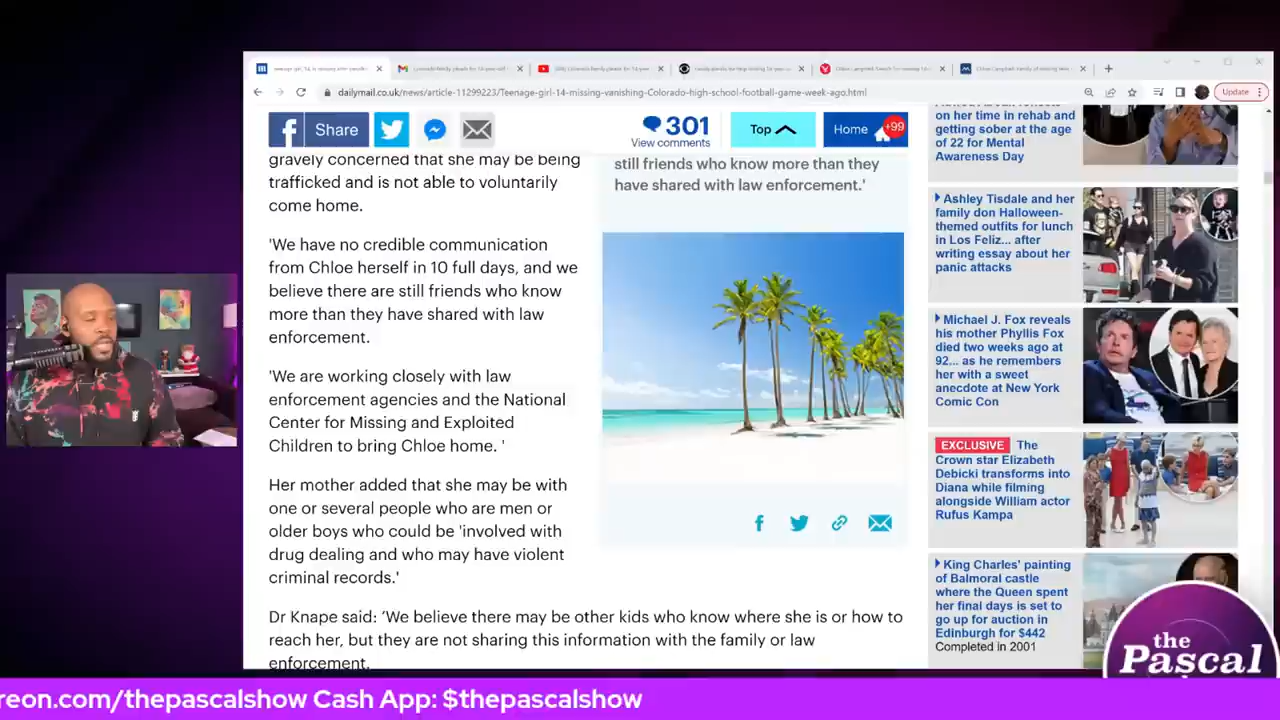 dailymail.co.uk/news/article-11299223/Teenage-girl-14-missing-vanishing-Colorado-high-school-football-game-week-ago.html
Update
Share
301
View comments
Top
Home
+99
gravely concerned that she may be being
trafficked and is not able to voluntarily
come home.
'We have no credible communication
from Chloe herself in 10 full days, and we
believe there are still friends who know
more than they have shared with law
enforcement.
'We are working closely with law
enforcement agencies and the National
Center for Missing and Exploited
Children to bring Chloe home. '
Her mother added that she may be with
one or several people who are men or
older boys who could be 'involved with
drug dealing and who may have violent
criminal records.'
Dr Knape said: ‘We believe there may be other kids who know where she is or how to
reach her, but they are not sharing this information with the family or law
enforcement.
still friends who know more than they
have shared with law enforcement.'
on her time in rehab and
getting sober at the age
of 22 for Mental
Awareness Day
Ashley Tisdale and her
family don Halloween-
themed outfits for lunch
in Los Feliz... after
writing essay about her
panic attacks
Michael J. Fox reveals
his mother Phyllis Fox
died two weeks ago at
92... as he remembers
her with a sweet
anecdote at New York
Comic Con
EXCLUSIVE The
Crown star Elizabeth
Debicki transforms into
Diana while filming
alongside William actor
Rufus Kampa
King Charles' painting
of Balmoral castle
where the Queen spent
her final days is set to
go up for auction in
Edinburgh for $442
Completed in 2001
the
Pascal
reon.com/thepascalshow Cash App: $thepascalshow